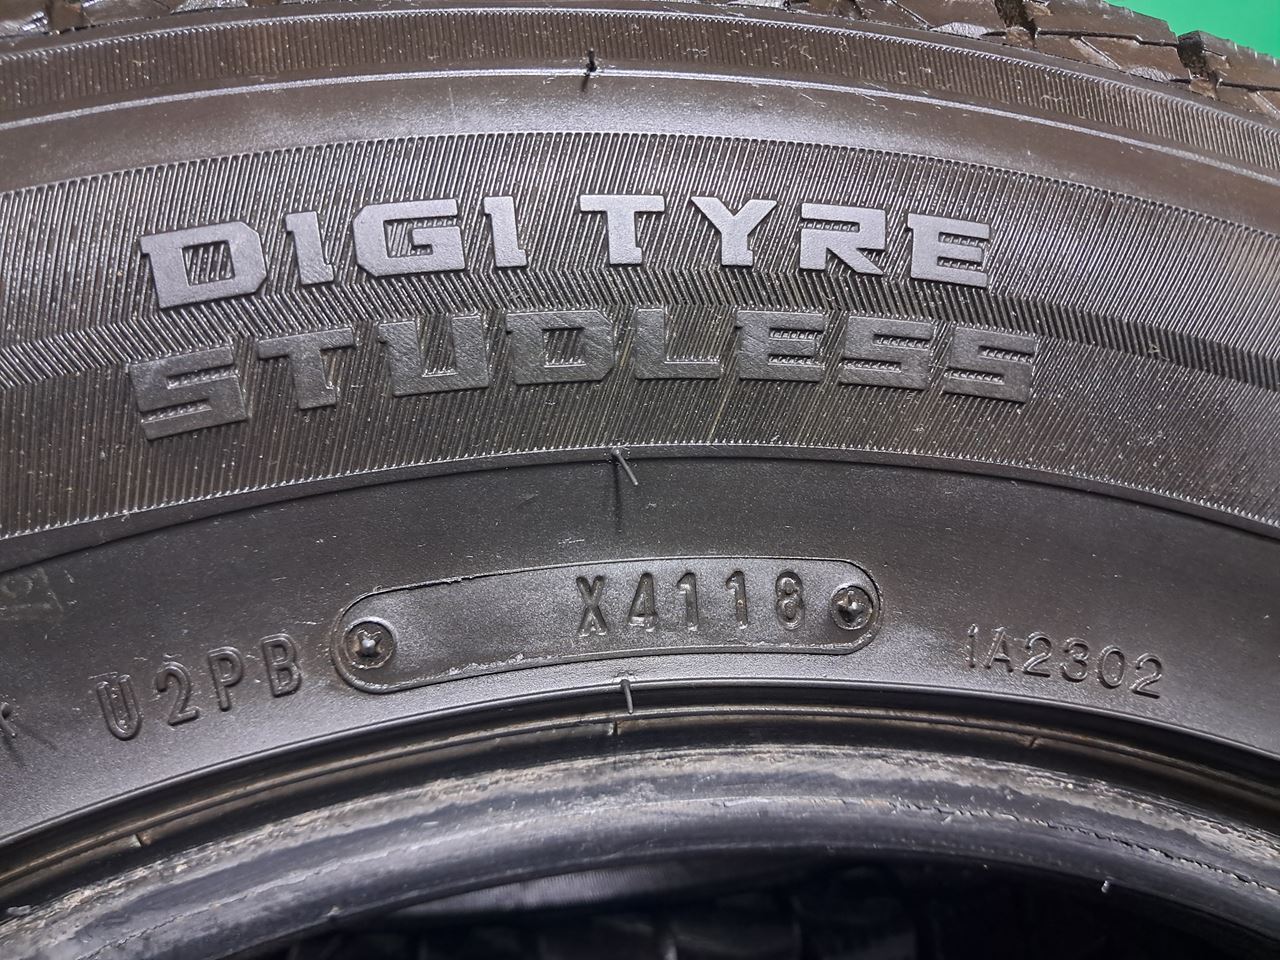 DIGI TYRE
STUDLESS
U2PB X4118 1A2302